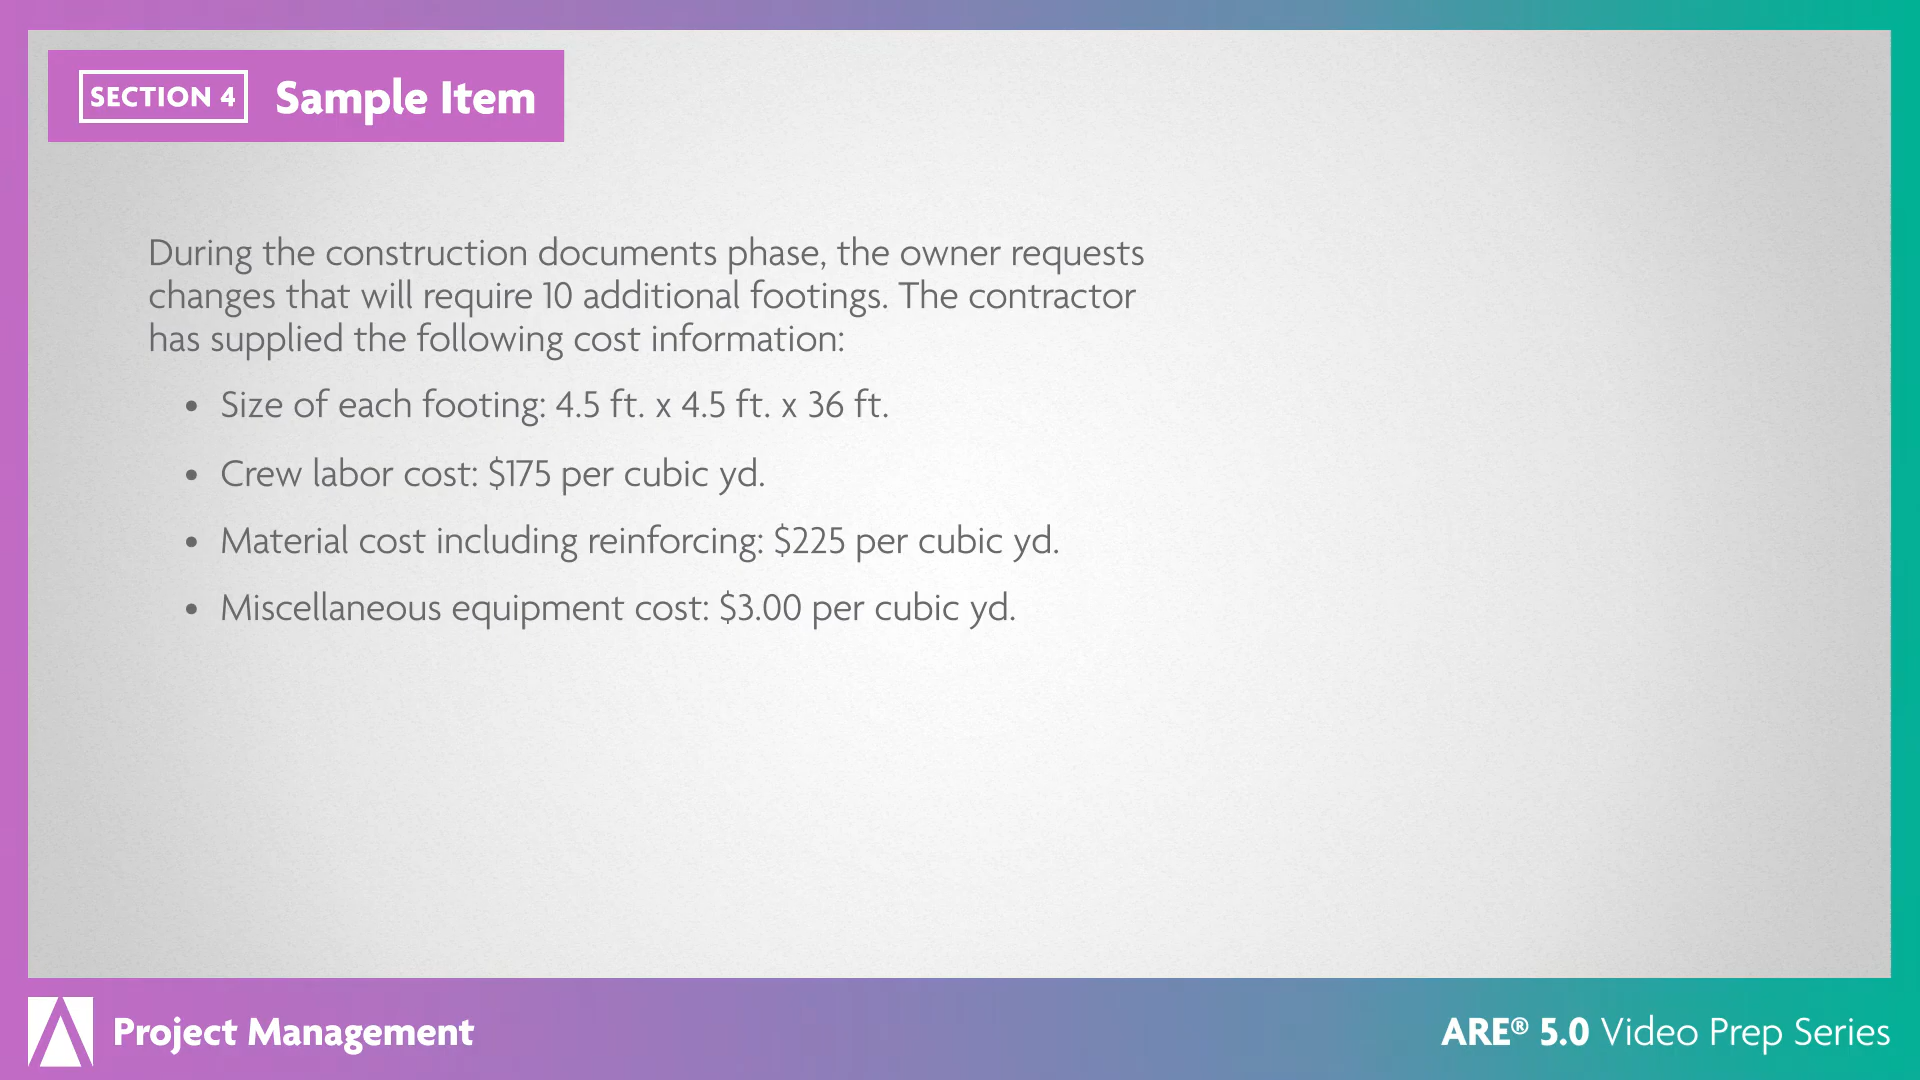 SECTION 4 Sample Item
During the construction documents phase, the owner requests
changes that will require 10 additional footings. The contractor
has supplied the following cost information:
• Size of each footing: 4.5 ft. x 4.5 ft. x 36 ft.
• Crew labor cost: $175 per cubic yd.
• Material cost including reinforcing: $225 per cubic yd.
• Miscellaneous equipment cost: $3.00 per cubic yd.
Project Management
ARE® 5.0 Video Prep Series